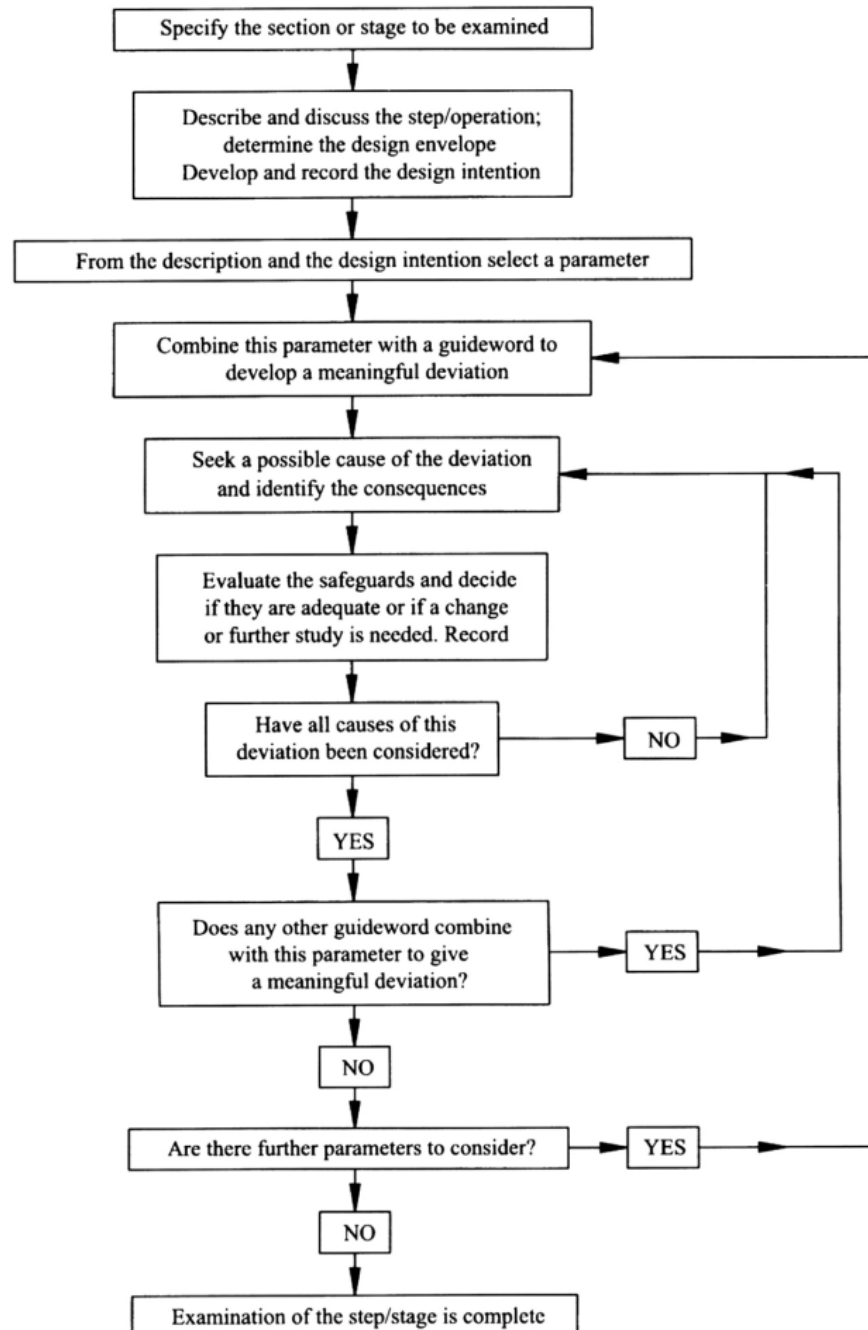 Specify the section or stage to be examined
Describe and discuss the step/operation;
determine the design envelope
Develop and record the design intention
From the description and the design intention select a parameter
Combine this parameter with a guideword to
develop a meaningful deviation
Seek a possible cause of the deviation
and identify the consequences
Evaluate the safeguards and decide
if they are adequate or if a change
or further study is needed. Record
Have all causes of this
deviation been considered?
NO
YES
Does any other guideword combine
with this parameter to give
a meaningful deviation?
YES
NO
Are there further parameters to consider?
YES
NO
Examination of the step/stage is complete